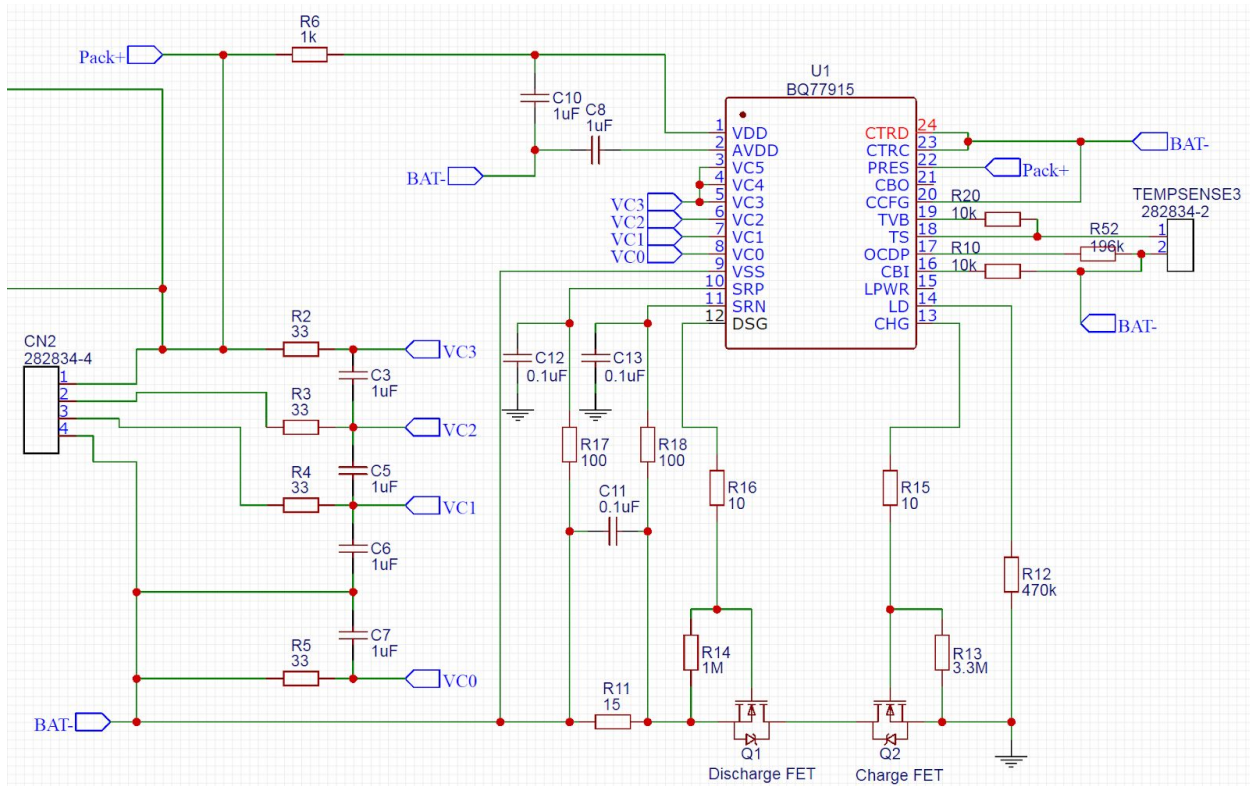 R6
1k
Pack+
C10
1uF
C8
1uF
BAT-
U1
BQ77915
1 VDD
2 AVDD
3 VC5
4 VC4
5 VC3
6 VC2
7 VC1
8 VC0
9 VSS
10 SRP
11 SRN
12 DSG
CTRD 24
CTRC 23
PRES 22
CBO 21
CCFG 20
TVB 19
TS 18
OCDP 17
CBI 16
LPWR 15
LD 14
CHG 13
VC3
VC2
VC1
VC0
BAT-
Pack+
R20
10k
R10
10k
R52
196k
TEMPSENSE3
282834-2
1
2
BAT-
CN2
282834-4
1
2
3
4
R2
33
VC3
C3
1uF
R3
33
VC2
C5
1uF
R4
33
VC1
C6
1uF
C7
1uF
R5
33
VC0
BAT-
C12
0.1uF
C13
0.1uF
R17
100
R18
100
C11
0.1uF
R16
10
R15
10
R12
470k
R14
1M
R13
3.3M
R11
15
Q1
Discharge FET
Q2
Charge FET